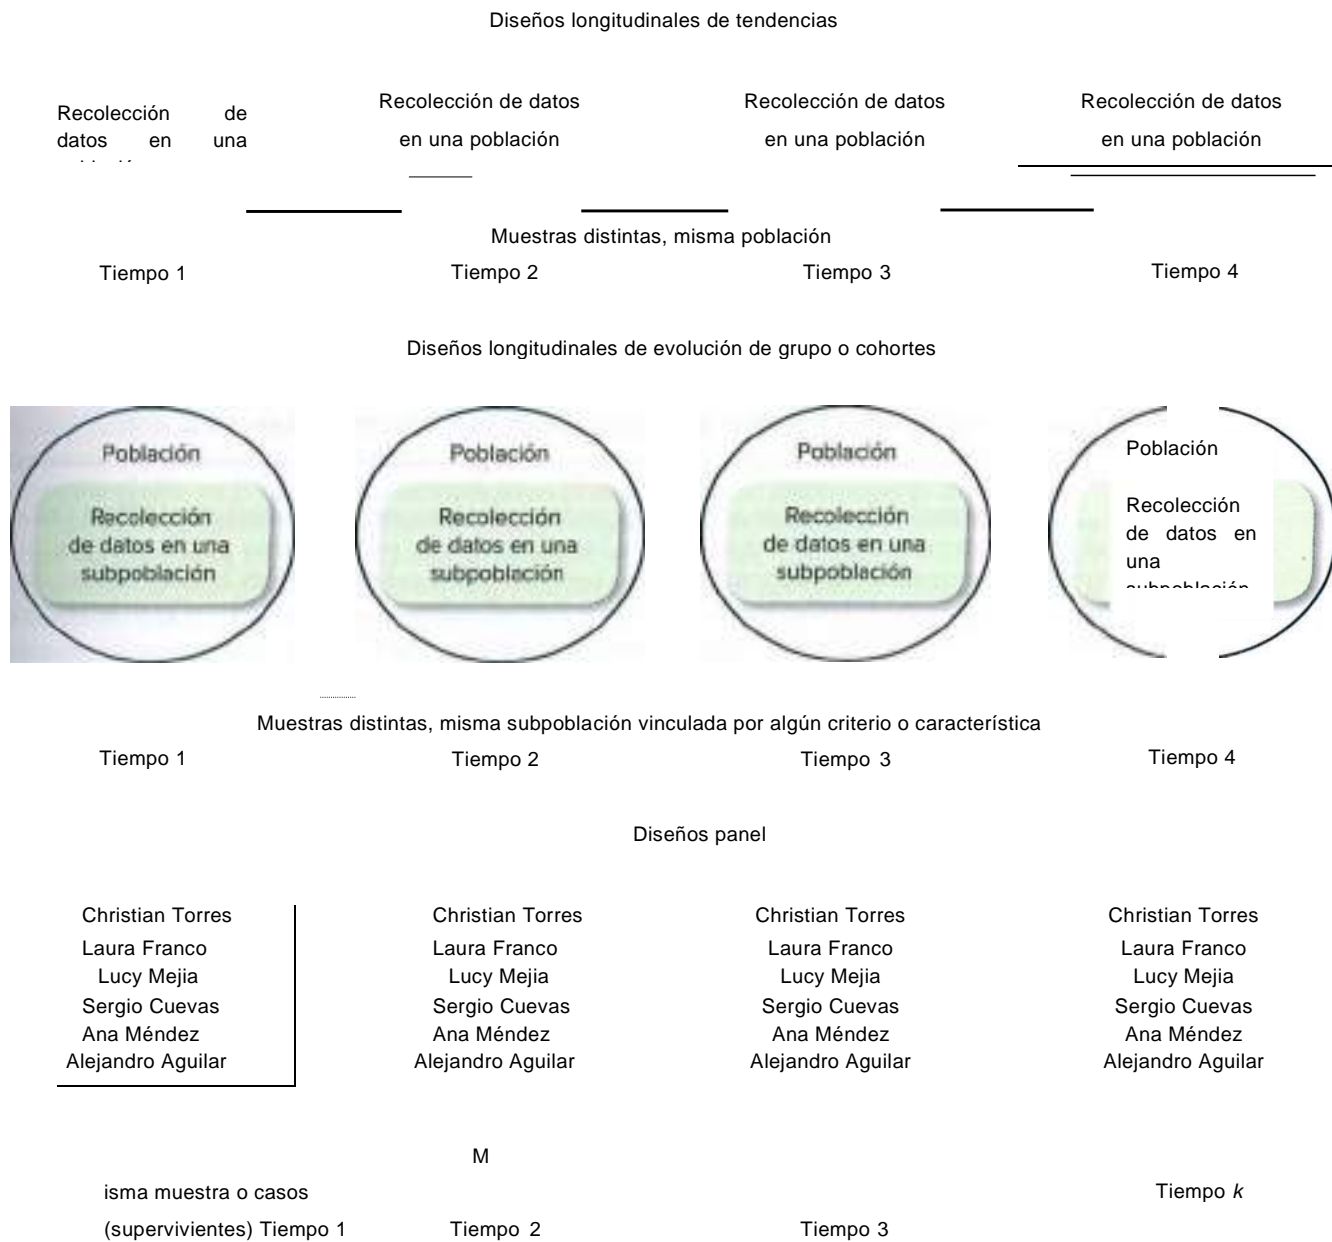 Diseños longitudinales de tendencias
Recolección de
datos en una
Recolección de datos
en una población
Recolección de datos
en una población
Recolección de datos
en una población
Muestras distintas, misma población
Tiempo 1
Tiempo 2
Tiempo 3
Tiempo 4
Diseños longitudinales de evolución de grupo o cohortes
Población
Recolección
de datos en una
subpoblación
Población
Recolección
de datos en una
subpoblación
Población
Recolección
de datos en una
subpoblación
Población
Recolección
de datos en
una
subpoblación
Muestras distintas, misma subpoblación vinculada por algún criterio o característica
Tiempo 1
Tiempo 2
Tiempo 3
Tiempo 4
Diseños panel
Christian Torres
Laura Franco
Lucy Mejia
Sergio Cuevas
Ana Méndez
Alejandro Aguilar
Christian Torres
Laura Franco
Lucy Mejia
Sergio Cuevas
Ana Méndez
Alejandro Aguilar
Christian Torres
Laura Franco
Lucy Mejia
Sergio Cuevas
Ana Méndez
Alejandro Aguilar
Christian Torres
Laura Franco
Lucy Mejia
Sergio Cuevas
Ana Méndez
Alejandro Aguilar
M
isma muestra o casos
(supervivientes) Tiempo 1
Tiempo 2
Tiempo 3
Tiempo k